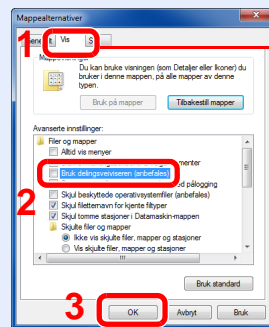 Mappealternativer
1
Vis
Du kan bruke visningen (som Detaljer eller Ikoner) du
bruker i denne mappen, på alle mapper av denne
typen.
Bruk på mapper
Tilbakestill mapper
Avanserte innstillinger:
Filer og mapper
Alltid vis menyer
Bruk delingsveiviseren (anbefales)
pålogging
2
Skjul beskyttede operativsystemfiler (anbefales)
Skjul filetternavn for kjente filtyper
Skjul tomme stasjoner i Datamaskin-mappen
Skjulte filer og mapper
Ikke vis skjulte filer, mapper og stasjoner
Vis skjulte filer, mapper og stasjoner
Bruk standard
3
OK
Avbryt
Bruk